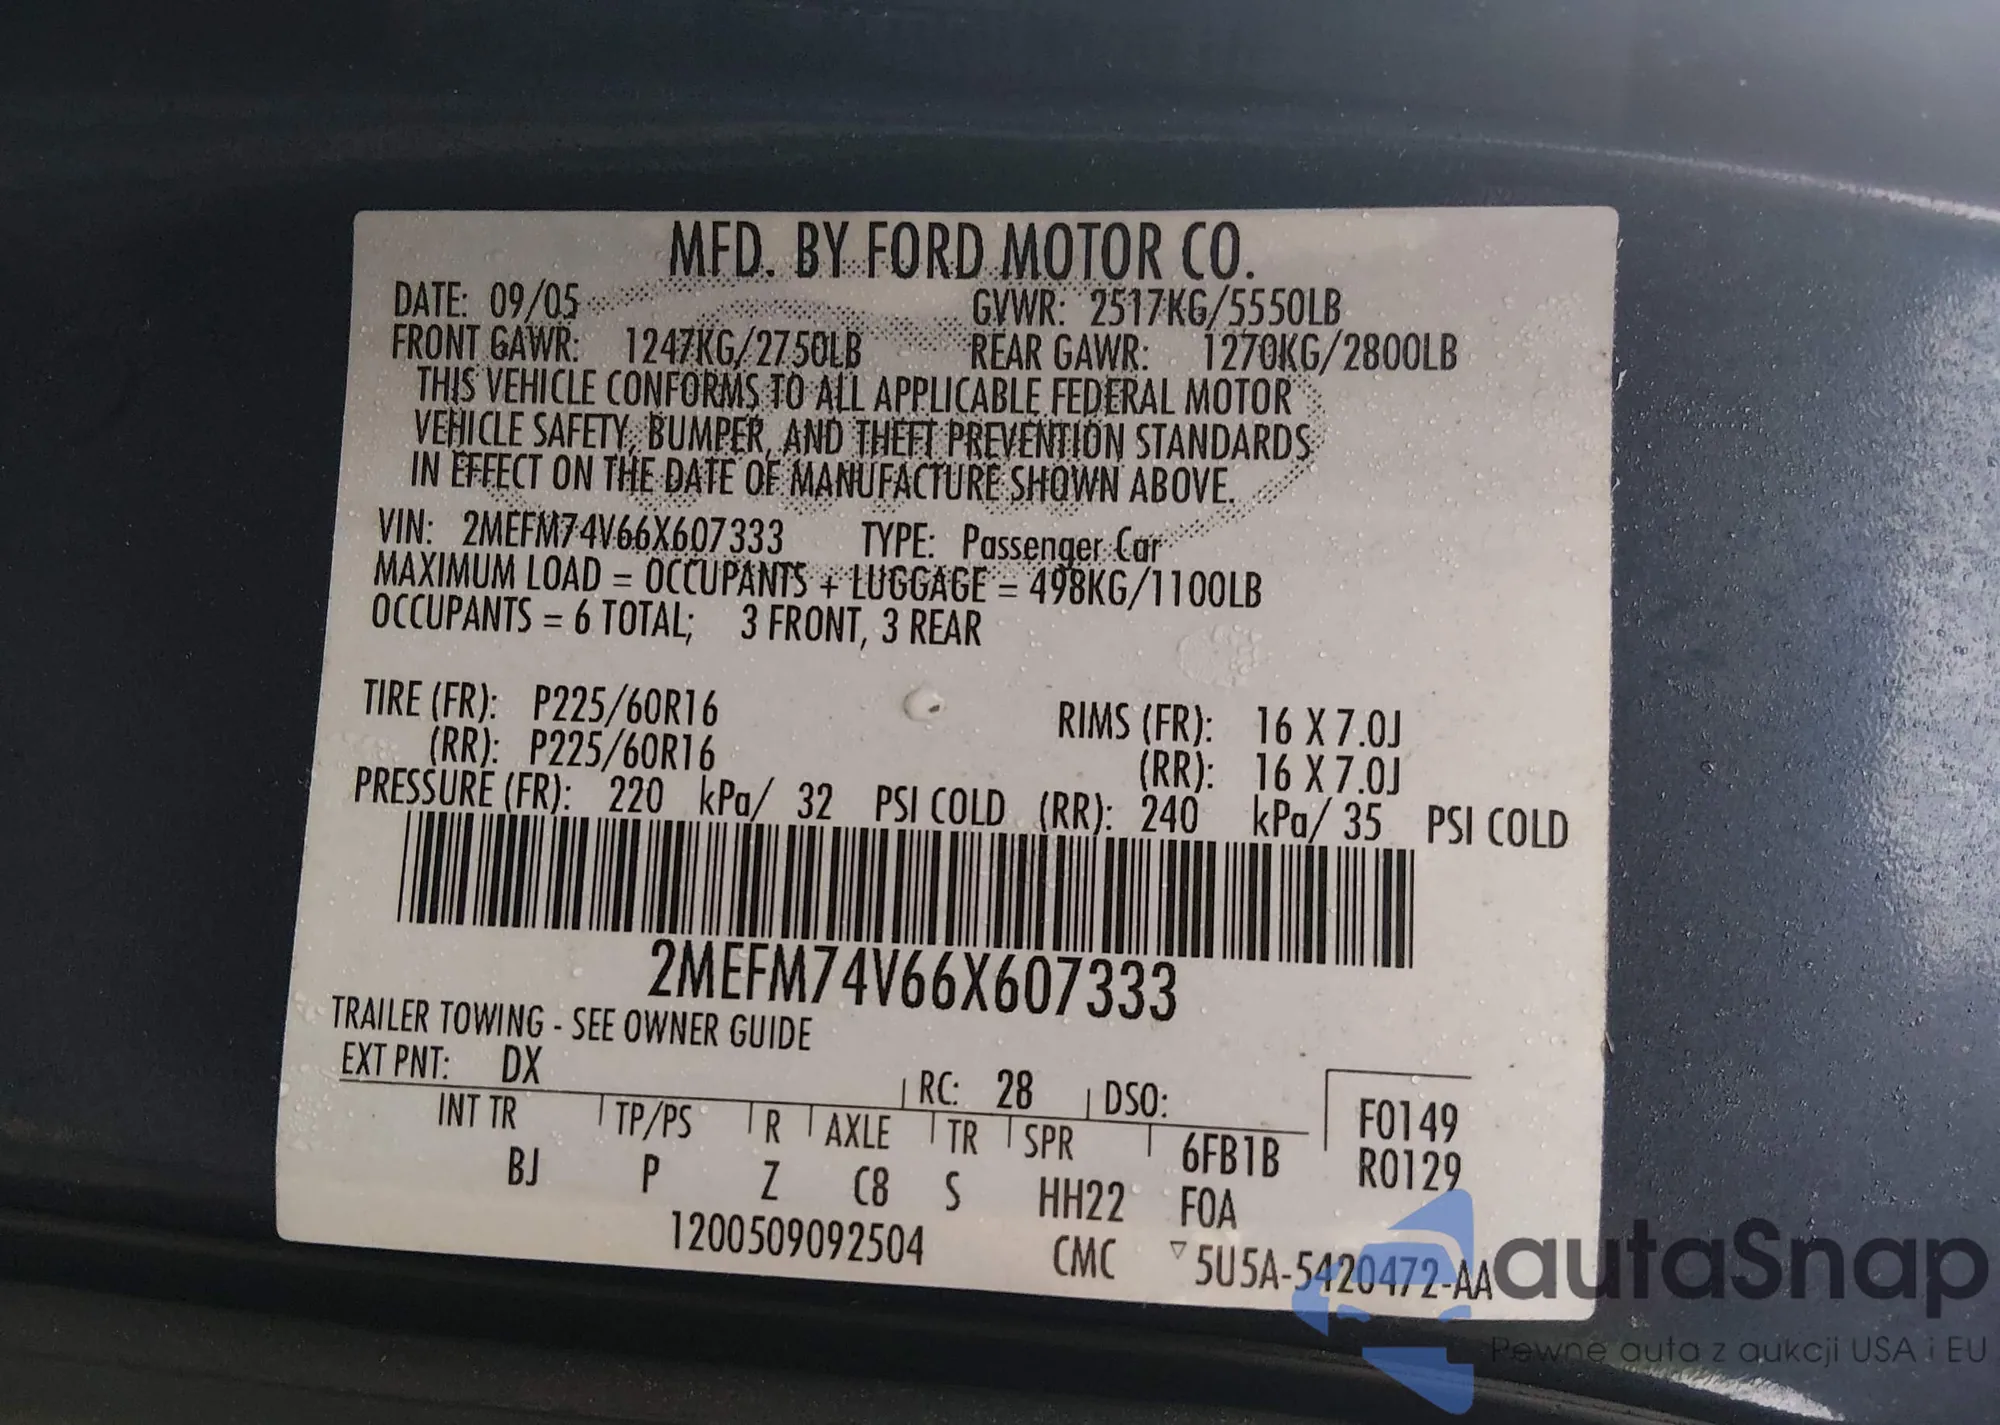 MFD. BY FORD MOTOR CO.
DATE: 09/05 GVWR: 2517KG/5550LB
FRONT GAWR: 1247KG/2750LB REAR GAWR: 1270KG/2800LB
THIS VEHICLE CONFORMS TO ALL APPLICABLE FEDERAL MOTOR
VEHICLE SAFETY, BUMPER, AND THEFT PREVENTION STANDARDS
IN EFFECT ON THE DATE OF MANUFACTURE SHOWN ABOVE.
VIN: 2MEFM74V66X607333 TYPE: Passenger Car
MAXIMUM LOAD = OCCUPANTS + LUGGAGE = 498KG/1100LB
OCCUPANTS = 6 TOTAL; 3 FRONT, 3 REAR
TIRE (FR): P225/60R16 RIMS (FR): 16 X 7.0J
(RR): P225/60R16 (RR): 16 X 7.0J
PRESSURE (FR): 220 kPa/ 32 PSI COLD (RR): 240 kPa/ 35 PSI COLD
2MEFM74V66X607333
TRAILER TOWING - SEE OWNER GUIDE
EXT PNT: DX RC: 28 DSO: F0149
INT TR TP/PS R AXLE TR SPR 6FB1B R0129
BJ P Z C8 S HH22 F0A
1200509092504 CMC ▽5U5A-5420472-AA
autaSnap
Pewne auta z aukcji USA i EU